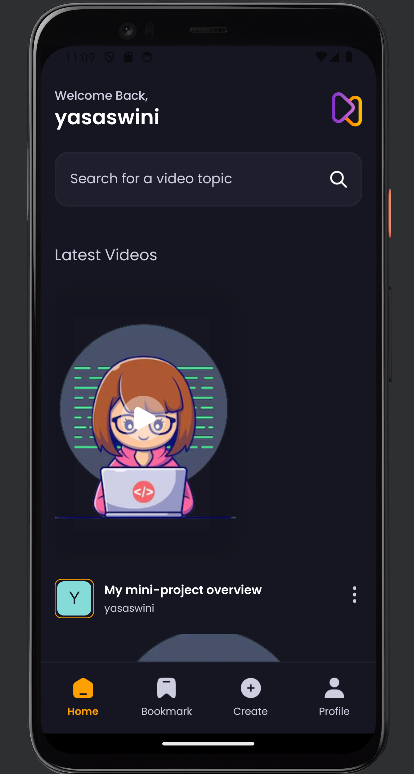 11:09
Welcome Back,
yasaswini
Search for a video topic
Latest Videos
</>
Y
My mini-project overview
yasaswini
Home
Bookmark
Create
Profile